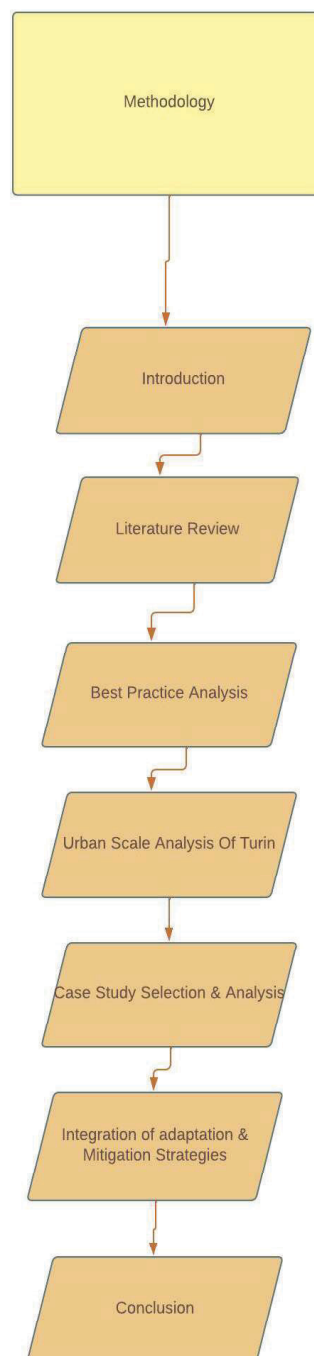 Methodology
Introduction
Literature Review
Best Practice Analysis
Urban Scale Analysis Of Turin
Case Study Selection & Analysis
Integration of adaptation &
Mitigation Strategies
Conclusion